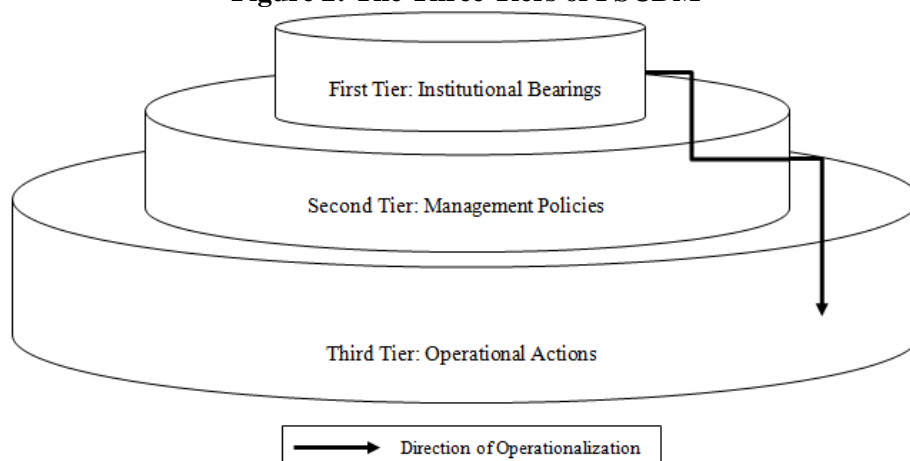 Figure The Three Tiers of
First Tier: Institutional Bearings
Second Tier: Management Policies
Third Tier: Operational Actions
Direction of Operationalization